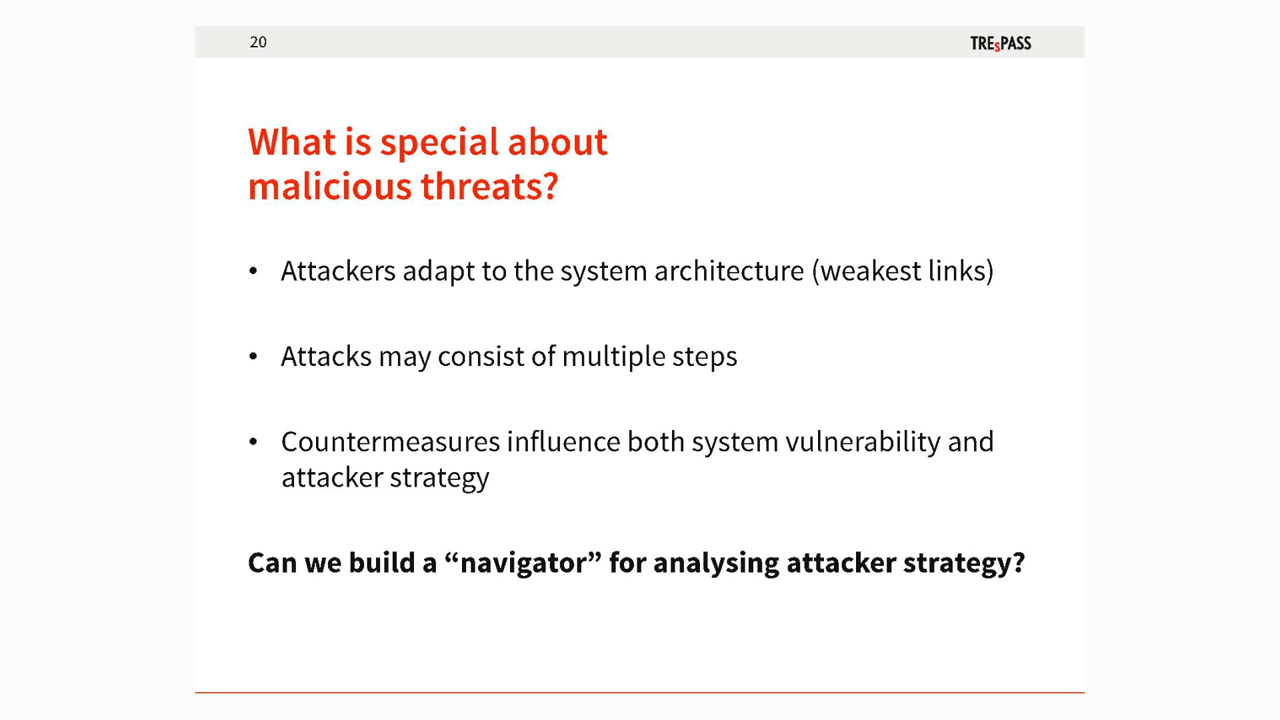 20
TREsPASS
What is special about
malicious threats?
• Attackers adapt to the system architecture (weakest links)
• Attacks may consist of multiple steps
• Countermeasures influence both system vulnerability and
attacker strategy
Can we build a “navigator” for analysing attacker strategy?